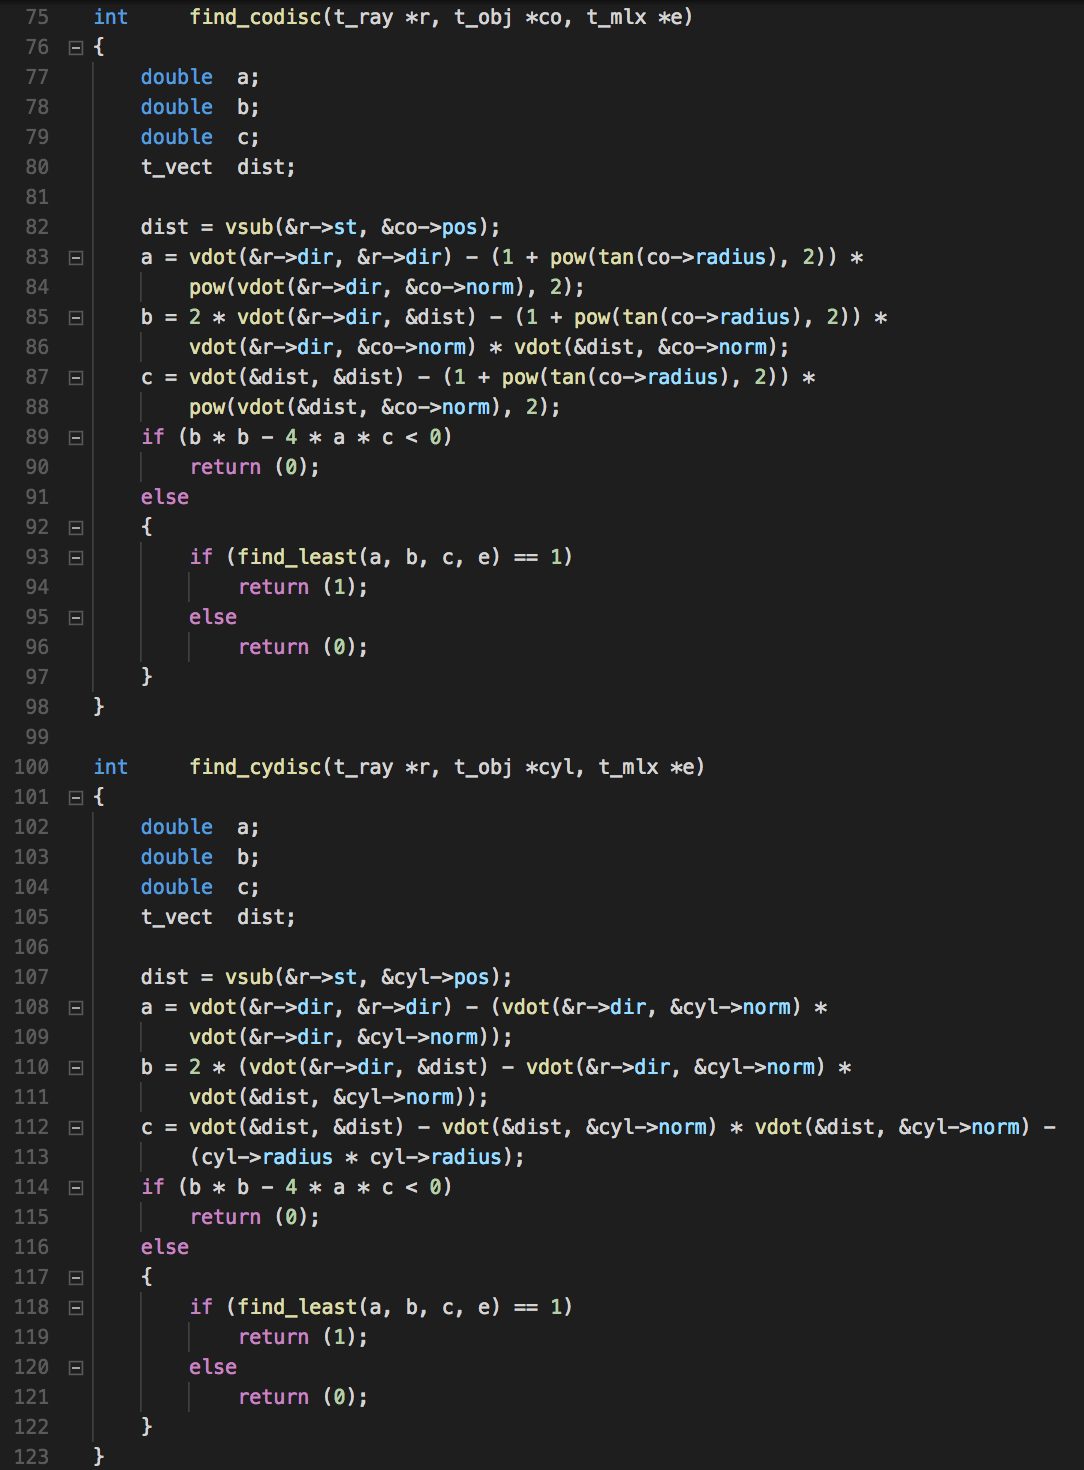 75 int find_codisc(t_ray *r, t_obj *co, t_mlx *e)
76 {
77 double a;
78 double b;
79 double c;
80 t_vect dist;
81
82 dist = vsub(&r->st, &co->pos);
83 a = vdot(&r->dir, &r->dir) - (1 + pow(tan(co->radius), 2)) *
84 pow(vdot(&r->dir, &co->norm), 2);
85 b = 2 * vdot(&r->dir, &dist) - (1 + pow(tan(co->radius), 2)) *
86 vdot(&r->dir, &co->norm) * vdot(&dist, &co->norm);
87 c = vdot(&dist, &dist) - (1 + pow(tan(co->radius), 2)) *
88 pow(vdot(&dist, &co->norm), 2);
89 if (b * b - 4 * a * c < 0)
90 return (0);
91 else
92 {
93 if (find_least(a, b, c, e) == 1)
94 return (1);
95 else
96 return (0);
97 }
98 }
99
100 int find_cydisc(t_ray *r, t_obj *cyl, t_mlx *e)
101 {
102 double a;
103 double b;
104 double c;
105 t_vect dist;
106
107 dist = vsub(&r->st, &cyl->pos);
108 a = vdot(&r->dir, &r->dir) - (vdot(&r->dir, &cyl->norm) *
109 vdot(&r->dir, &cyl->norm));
110 b = 2 * (vdot(&r->dir, &dist) - vdot(&r->dir, &cyl->norm) *
111 vdot(&dist, &cyl->norm));
112 c = vdot(&dist, &dist) - vdot(&dist, &cyl->norm) * vdot(&dist, &cyl->norm) -
113 (cyl->radius * cyl->radius);
114 if (b * b - 4 * a * c < 0)
115 return (0);
116 else
117 {
118 if (find_least(a, b, c, e) == 1)
119 return (1);
120 else
121 return (0);
122 }
123 }